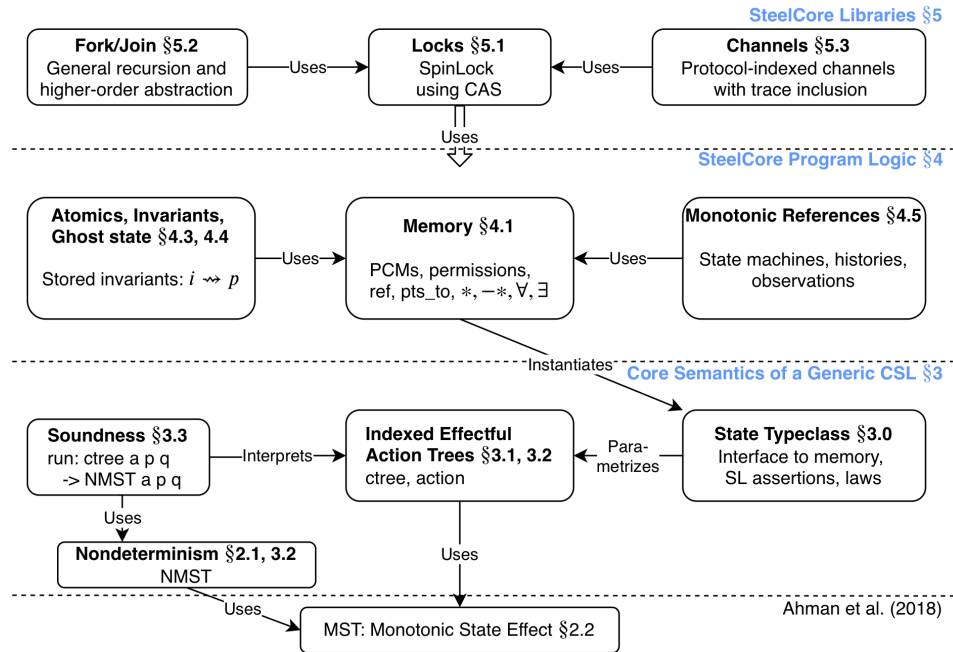 SteelCore Libraries §5
Fork/Join §5.2
General recursion and
higher-order abstraction
Uses
Locks §5.1
SpinLock
using CAS
Uses
Channels §5.3
Protocol-indexed channels
with trace inclusion
Uses
SteelCore Program Logic §4
Atomics, Invariants,
Ghost state §4.3, 4.4
Stored invariants: i ⇝ p
Uses
Memory §4.1
PCMs, permissions,
ref, pts_to, ∗, −∗, ∀, ∃
Uses
Monotonic References §4.5
State machines, histories,
observations
Instantiates
Core Semantics of a Generic CSL §3
Soundness §3.3
run: ctree a p q
-> NMST a p q
Interprets
Indexed Effectful
Action Trees §3.1, 3.2
ctree, action
Para-
metrizes
State Typeclass §3.0
Interface to memory,
SL assertions, laws
Uses
Nondeterminism §2.1, 3.2
NMST
Uses
Uses
Ahman et al. (2018)
MST: Monotonic State Effect §2.2